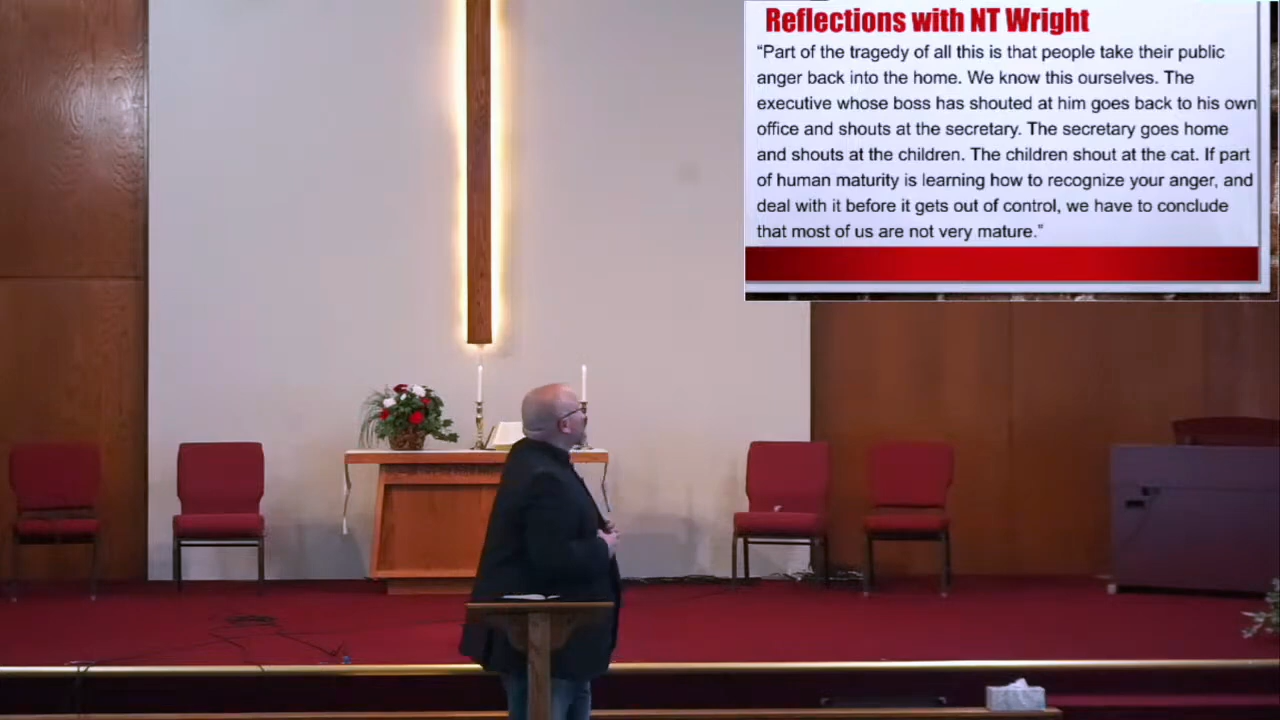 Reflections with NT Wright
“Part of the tragedy of all this is that people take their public
anger back into the home. We know this ourselves. The
executive whose boss has shouted at him goes back to his own
office and shouts at the secretary. The secretary goes home
and shouts at the children. The children shout at the cat. If part
of human maturity is learning how to recognize your anger, and
deal with it before it gets out of control, we have to conclude
that most of us are not very mature.”